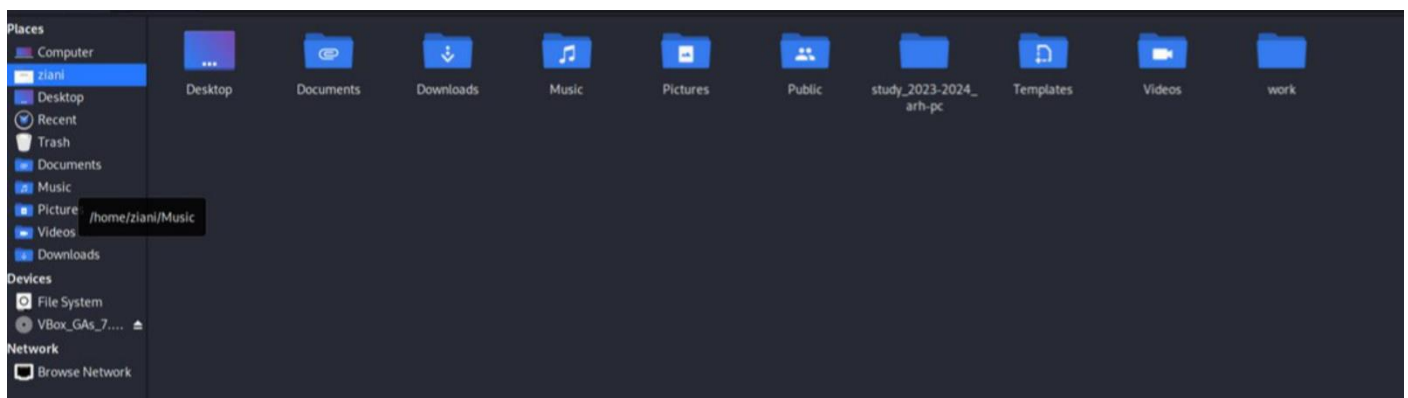 Places
Computer
ziani
Desktop
Recent
Trash
Documents
Music
Pictures
/home/ziani/Music
Videos
Downloads
Devices
File System
VBox_GAs_7....
Network
Browse Network
Desktop
Documents
Downloads
Music
Pictures
Public
study_2023-2024_
arh-pc
Templates
Videos
work